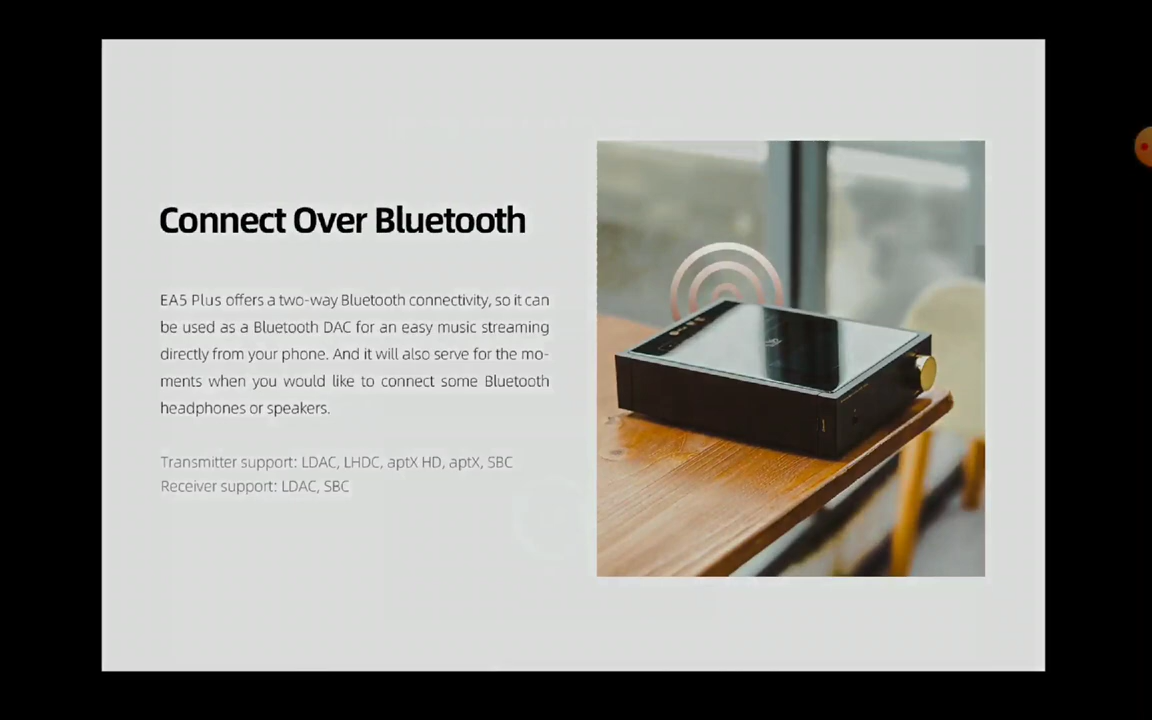 Connect Over Bluetooth
EA5 Plus offers a two-way Bluetooth connectivity, so it can
be used as a Bluetooth DAC for an easy music streaming
directly from your phone. And it will also serve for the mo-
ments when you would like to connect some Bluetooth
headphones or speakers.
Transmitter support: LDAC, LHDC, aptX HD, aptX, SBC
Receiver support: LDAC, SBC